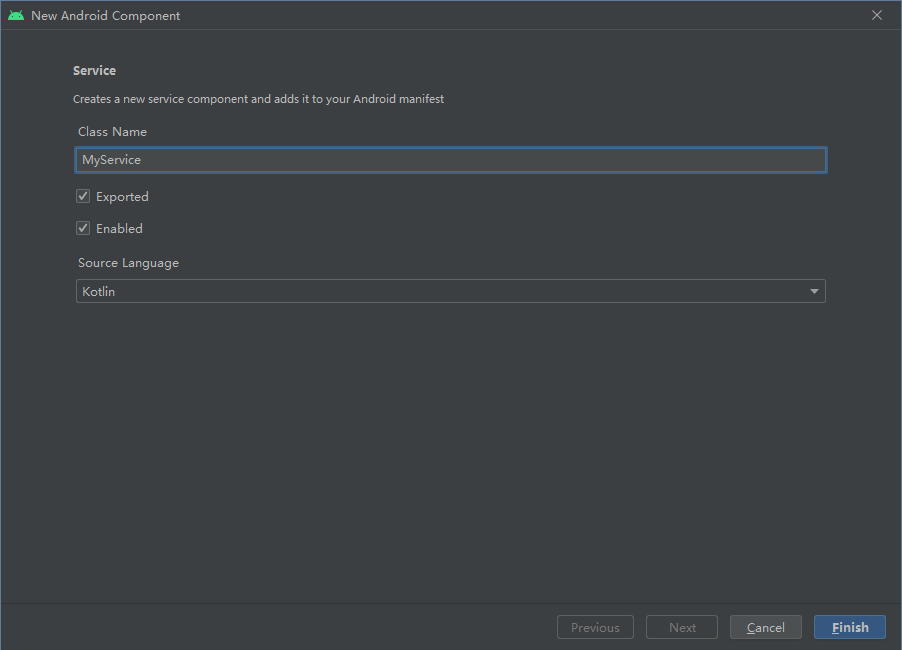 New Android Component
Service
Creates a new service component and adds it to your Android manifest
Class Name
MyService
Exported
Enabled
Source Language
Kotlin
Previous
Next
Cancel
Finish